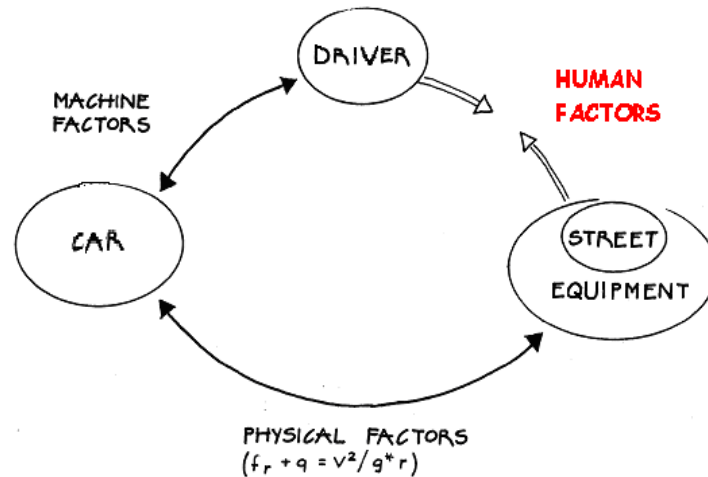 DRIVER
HUMAN
FACTORS
MACHINE
FACTORS
CAR
STREET
EQUIPMENT
PHYSICAL FACTORS
(fr + q = v²/g*r)